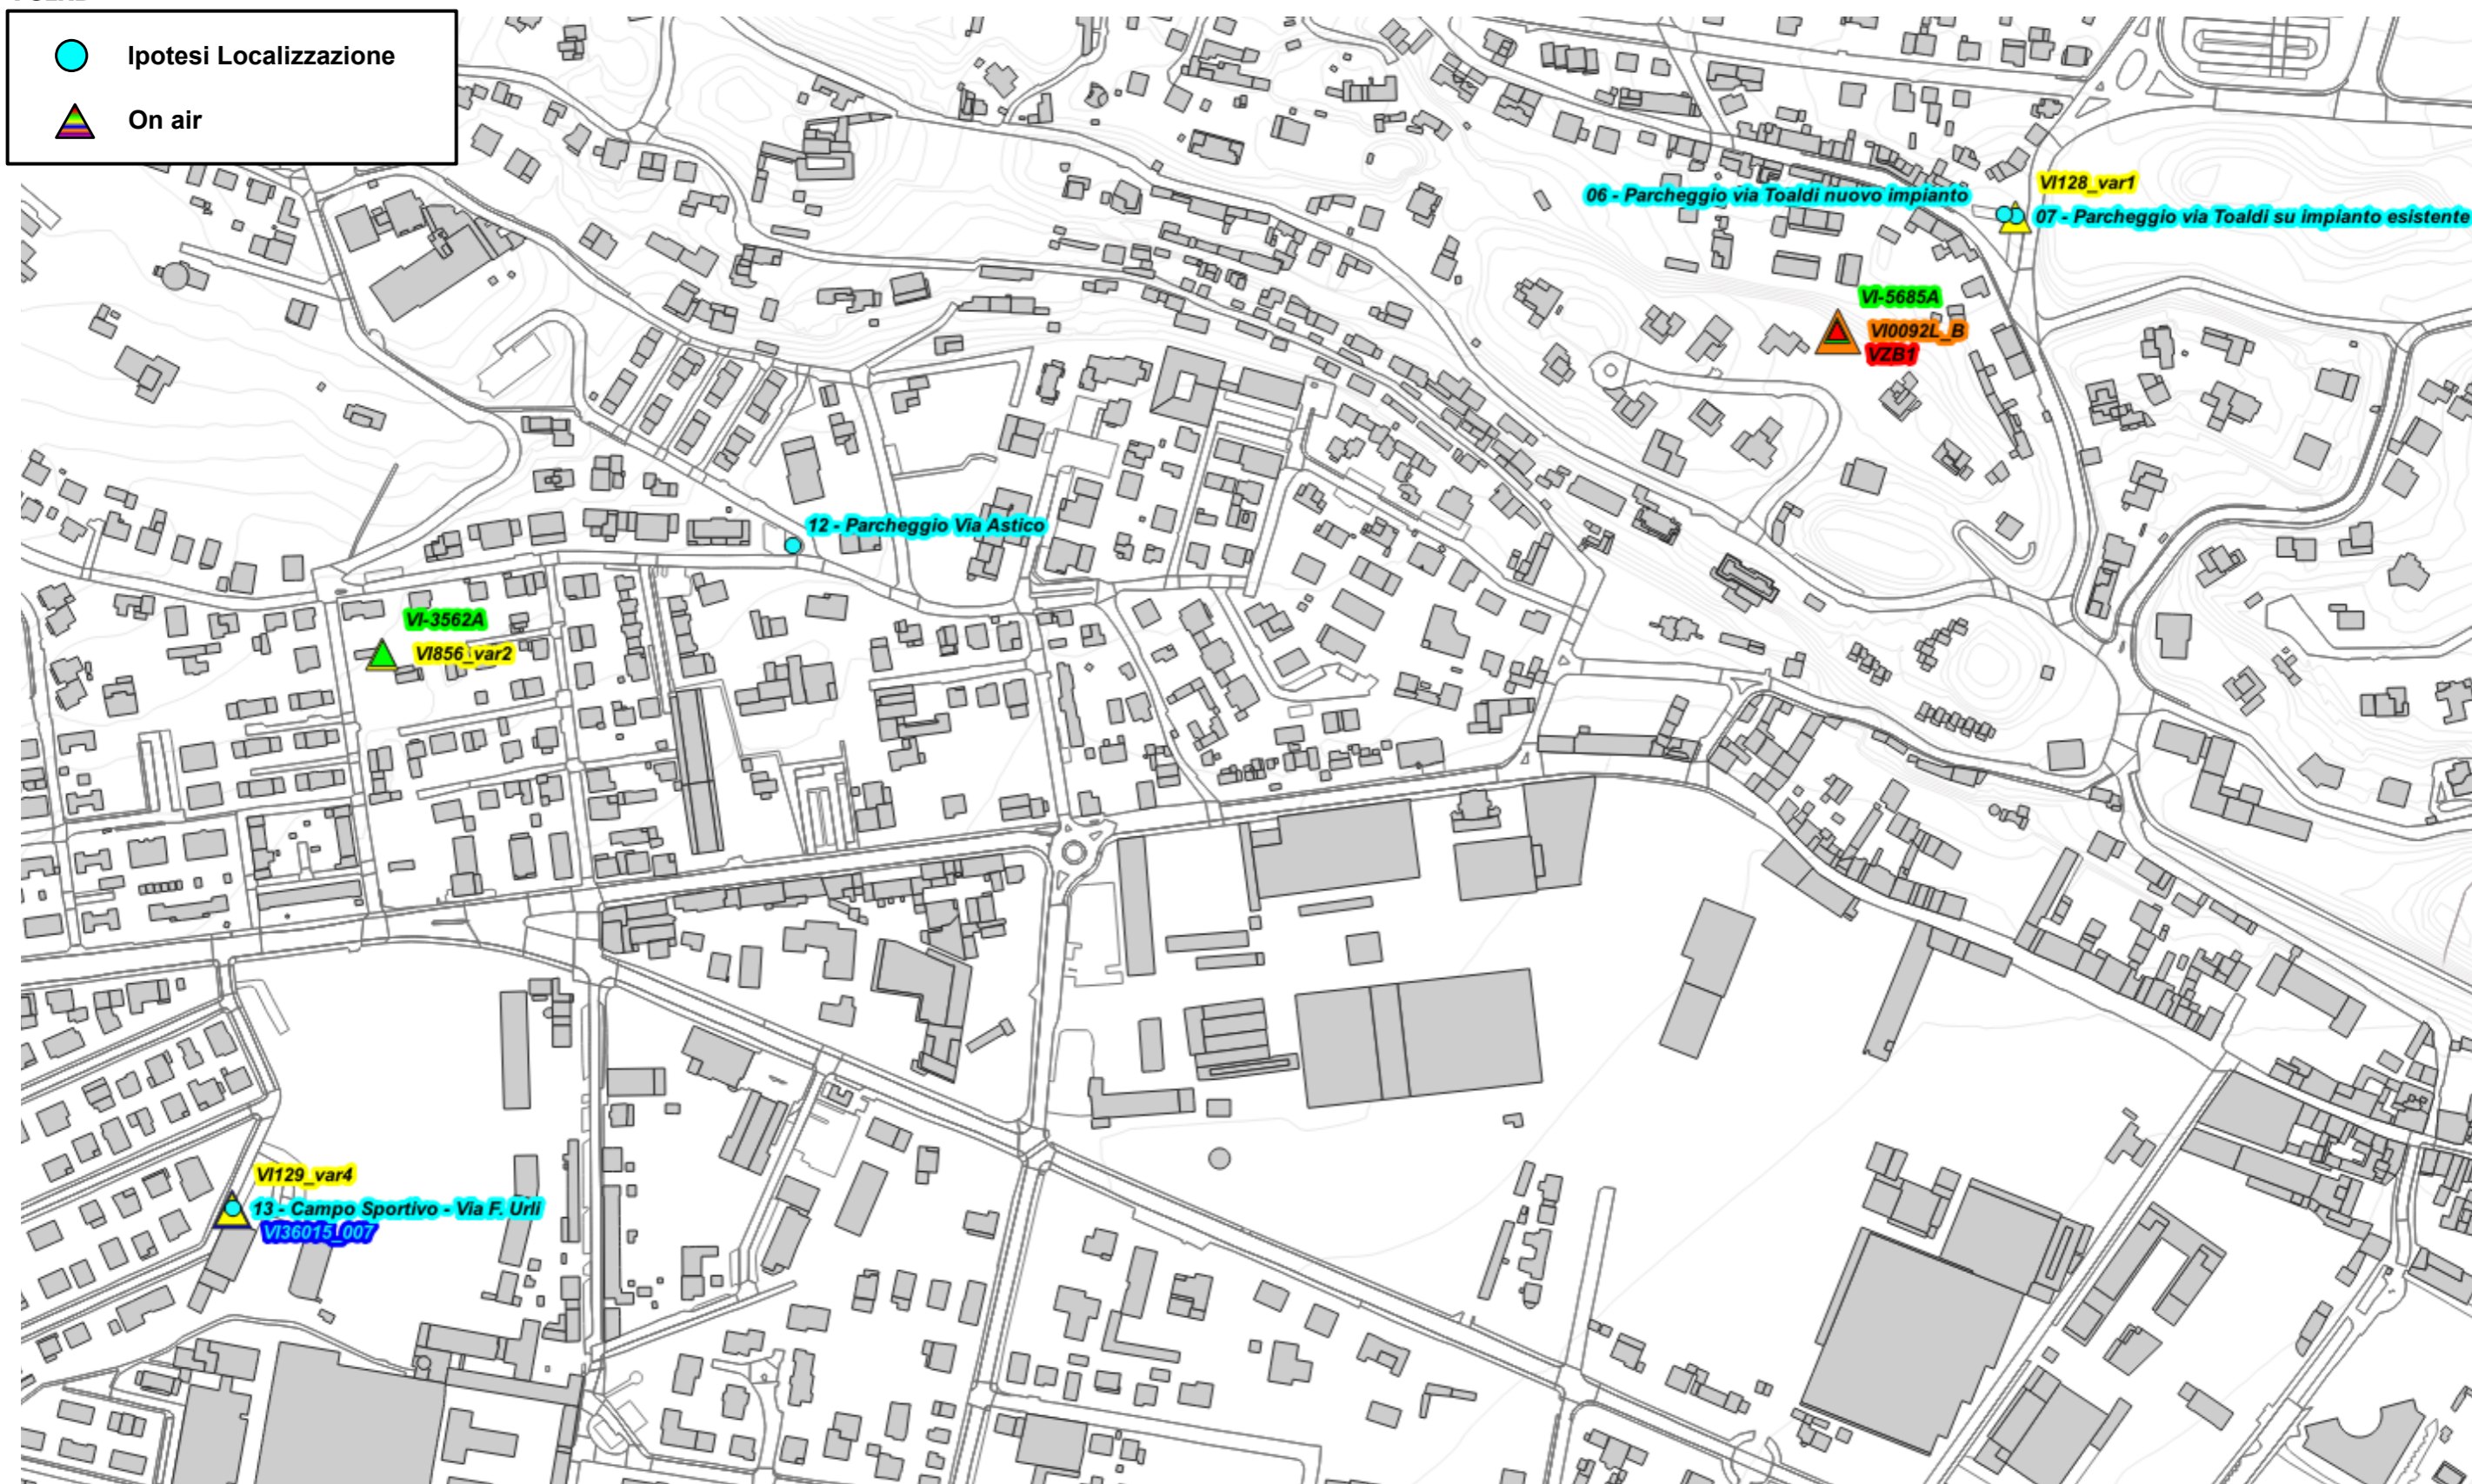 Ipotesi Localizzazione
On air
VI128_var1
06 - Parcheggio via Toaldi nuovo impianto
07 - Parcheggio via Toaldi su impianto esistente
VI-5685A
VI0092L_B
VZB1
12 - Parcheggio Via Astico
VI-3562A
VI856_var2
VI129_var4
13 - Campo Sportivo - Via F. Urli
VI36015_007